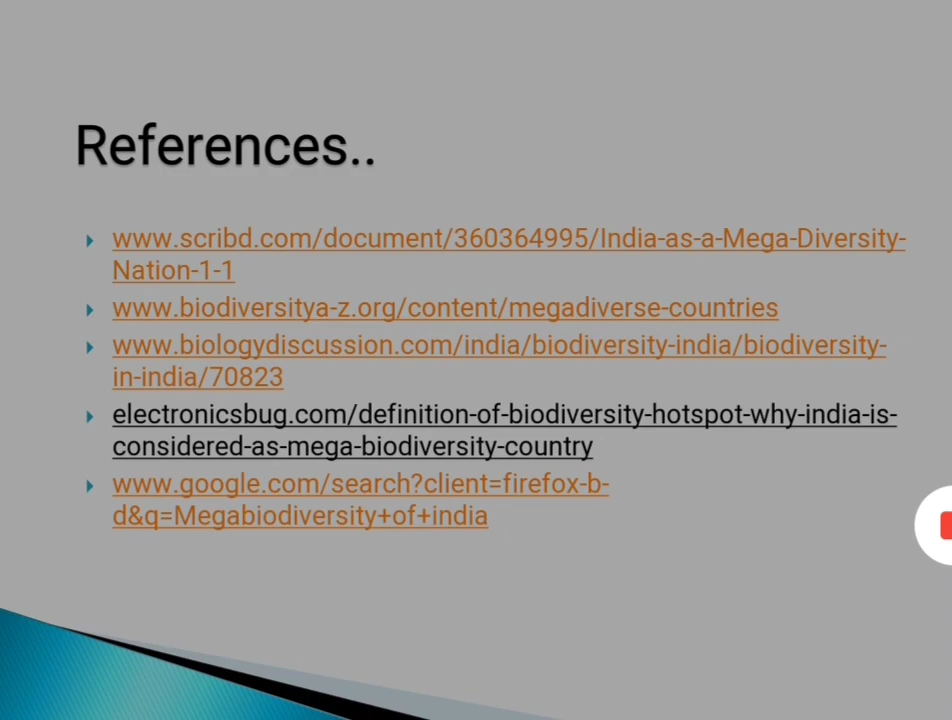 References..
www.scribd.com/document/360364995/India-as-a-Mega-Diversity-
Nation-1-1
www.biodiversitya-z.org/content/megadiverse-countries
www.biologydiscussion.com/india/biodiversity-india/biodiversity-
in-india/70823
electronicsbug.com/definition-of-biodiversity-hotspot-why-india-is-
considered-as-mega-biodiversity-country
www.google.com/search?client=firefox-b-
d&q=Megabiodiversity+of+india